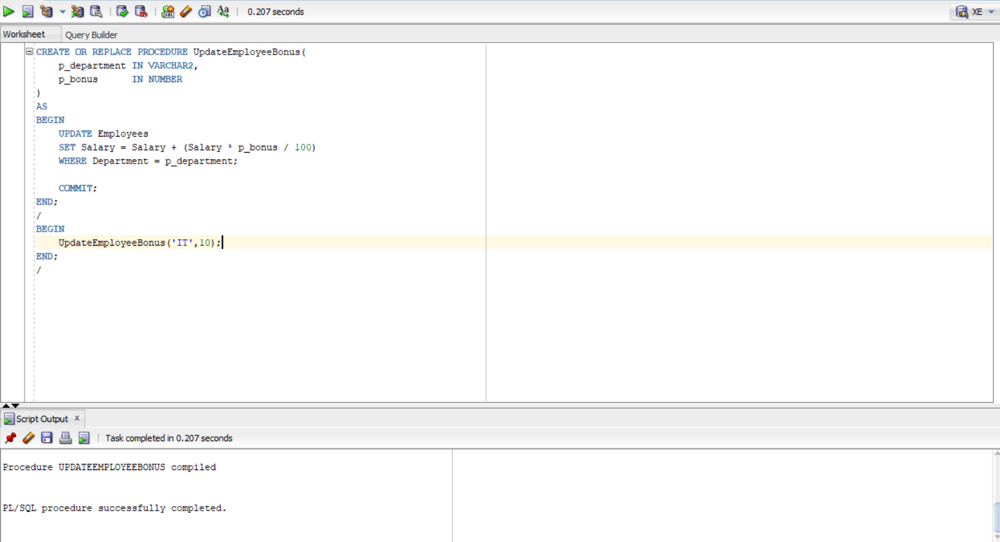 0.207 seconds
XE
Worksheet
Query Builder
CREATE OR REPLACE PROCEDURE UpdateEmployeeBonus(
    p_department IN VARCHAR2,
    p_bonus      IN NUMBER
)
AS
BEGIN
    UPDATE Employees
    SET Salary = Salary + (Salary * p_bonus / 100)
    WHERE Department = p_department;
    COMMIT;
END;
/
BEGIN
    UpdateEmployeeBonus('IT',10);
END;
/
Script Output x
Task completed in 0.207 seconds
Procedure UPDATEEMPLOYEEBONUS compiled
PL/SQL procedure successfully completed.